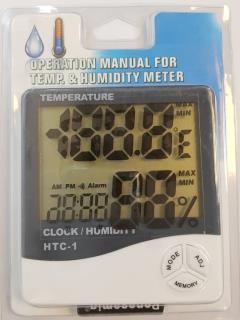 OPERATION MANUAL FOR
TEMP. & HUMIDITY METER
TEMPERATURE
MAX
MIN
AM PM Alarm
MAX
MIN
%
CLOCK / HUMIDITY
HTC-1
MODE
ADJ
MEMORY